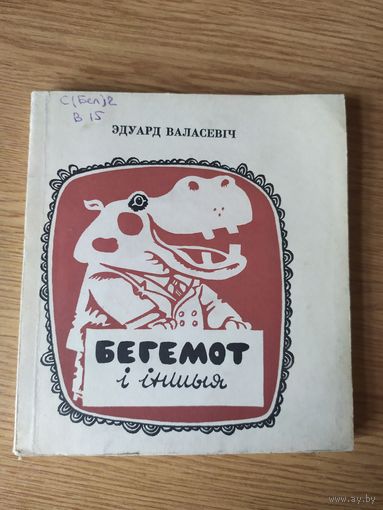 С(Бел)2
В 15
ЭДУАРД ВАЛАСЕВІЧ
БЕГЕМОТ
і іншыя
www.ay.by